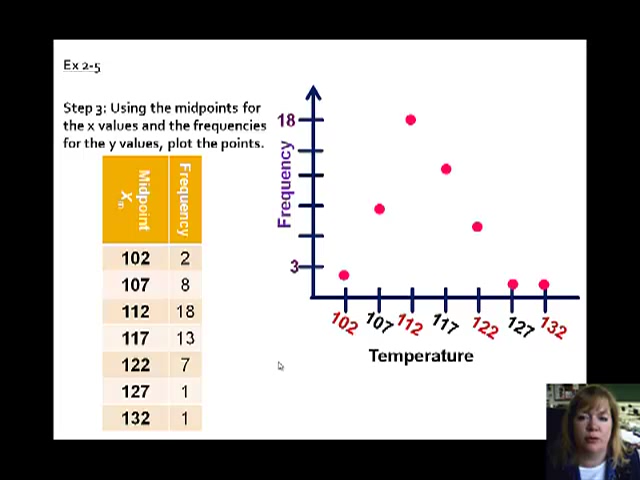 Ex 2-5
Step 3: Using the midpoints for
the x values and the frequencies
for the y values, plot the points.
Midpoint Xm Frequency
102 2
107 8
112 18
117 13
122 7
127 1
132 1
Frequency
18
3
102 107 112 117 122 127 132
Temperature